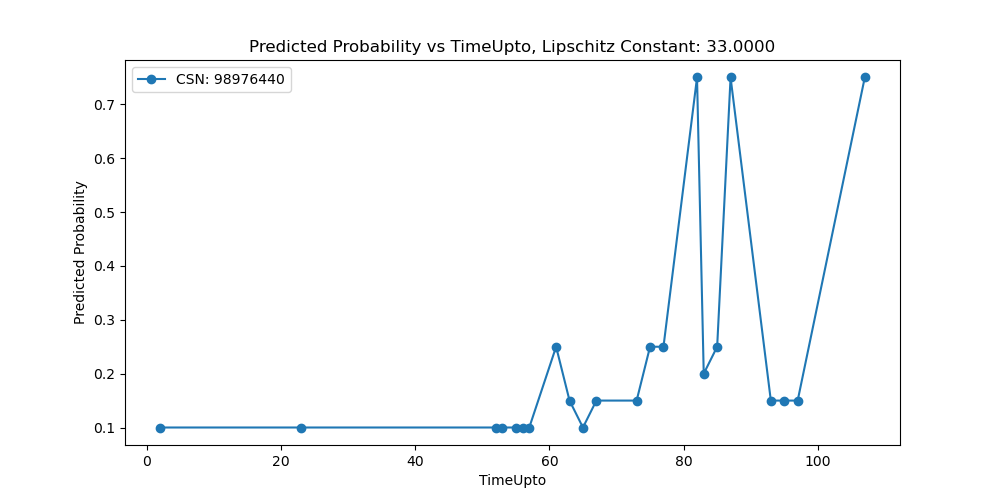 Predicted Probability vs TimeUpto, Lipschitz Constant: 33.0000
CSN: 98976440
Predicted Probability
0.7
0.6
0.5
0.4
0.3
0.2
0.1
0 20 40 60 80 100
TimeUpto